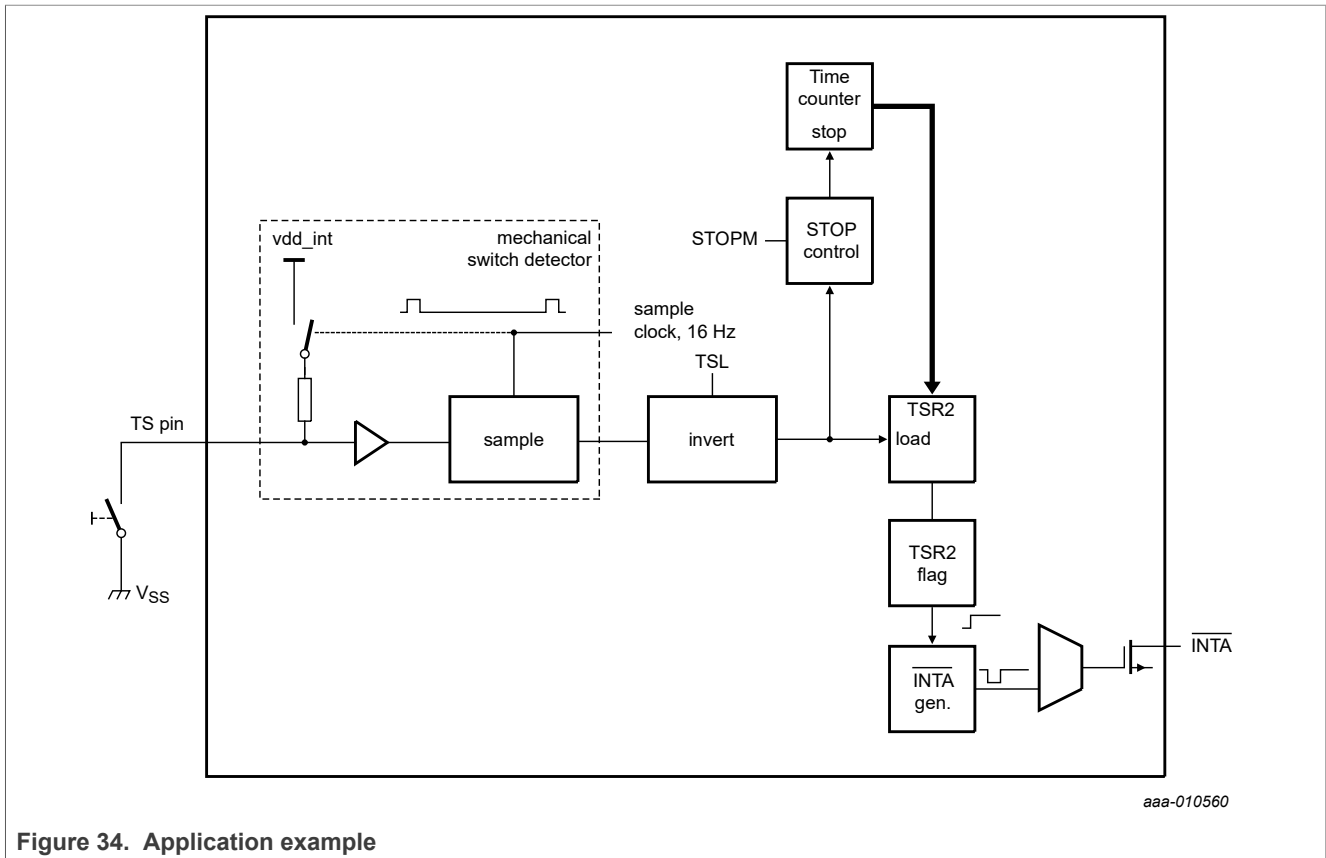 Time
counter
stop
STOPM
STOP
control
vdd_int
mechanical
switch detector
sample
clock, 16 Hz
TSL
TS pin
sample
invert
TSR2
load
TSR2
flag
VSS
INTA
INTA
gen.
aaa-010560
Figure 34. Application example